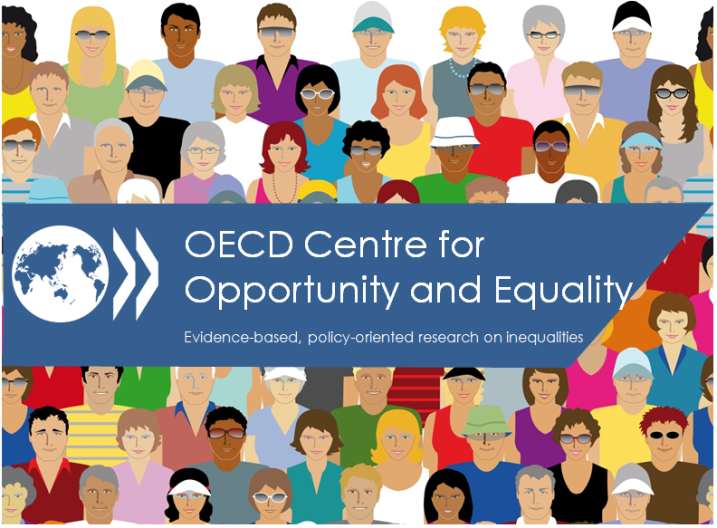 OECD Centre for
Opportunity and Equality
Evidence-based, policy-oriented research on inequalities